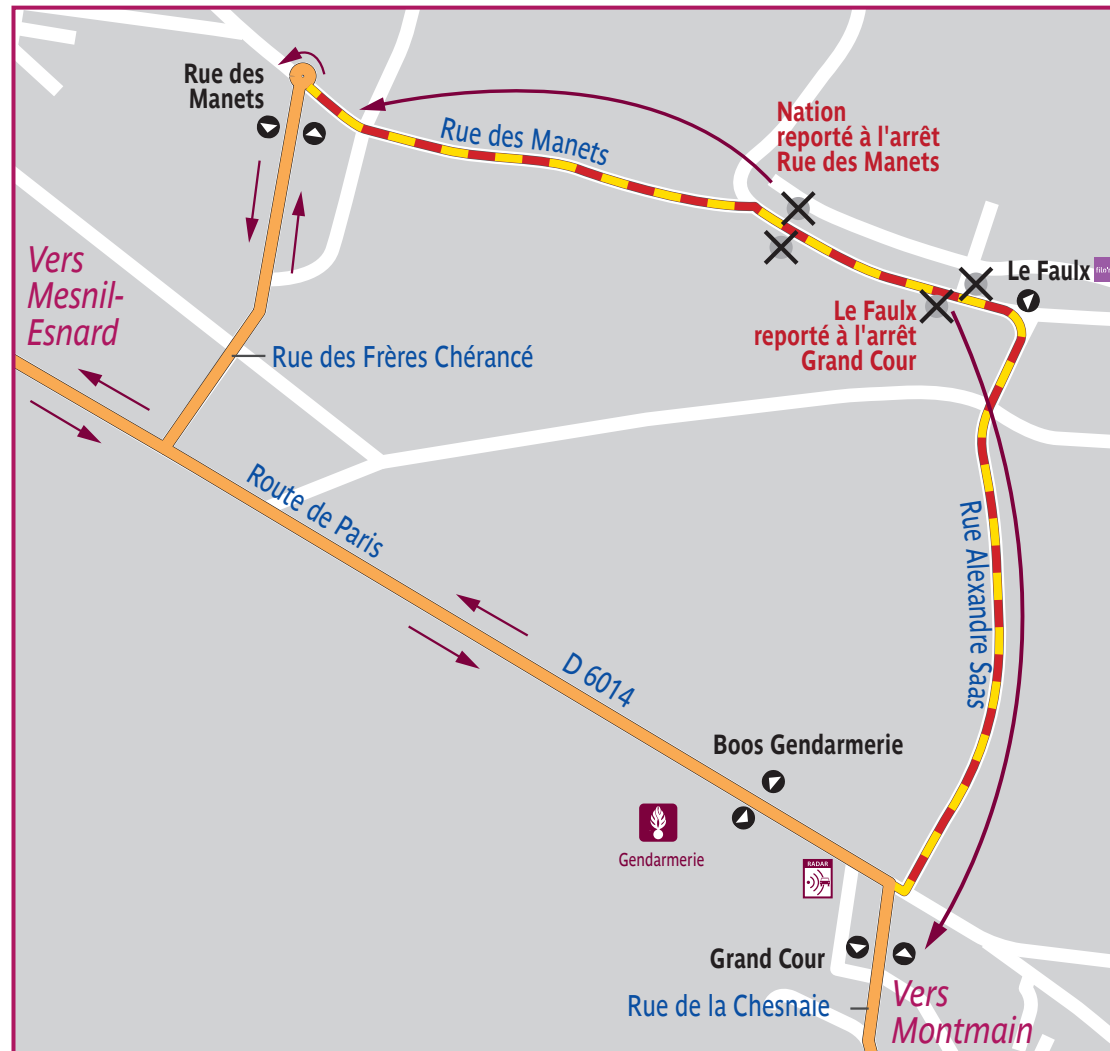 Rue des
Manets
Rue des Manets
Nation
reporté à l'arrêt
Rue des Manets
Vers
Mesnil-
Esnard
Le Faulx
filo'r
Le Faulx
reporté à l'arrêt
Grand Cour
Rue des Frères Chérancé
Route de Paris
Rue Alexandre Saas
D 6014
Boos Gendarmerie
Gendarmerie
RADAR
Grand Cour
Rue de la Chesnaie
Vers
Montmain